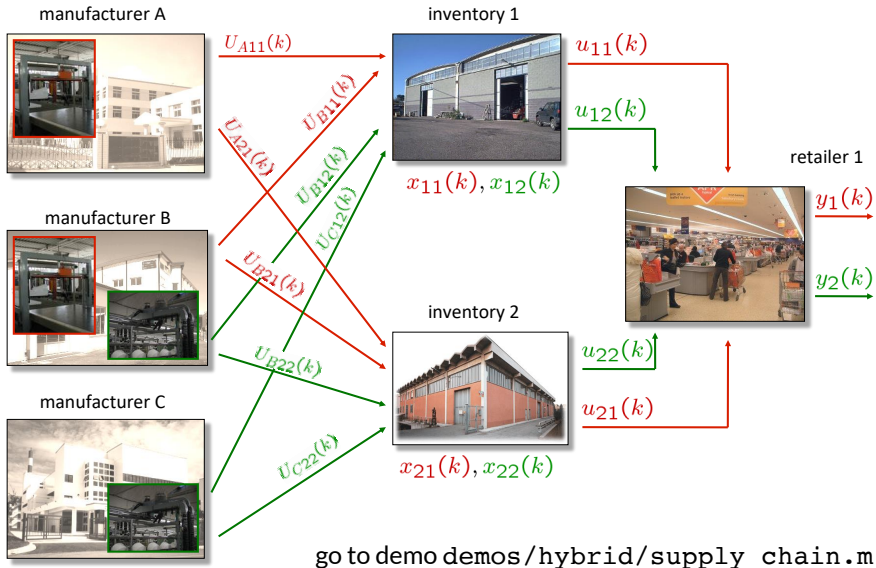 manufacturer A
inventory 1
U_{A11}(k)
u_{11}(k)
U_{B11}(k)
U_{A21}(k)
u_{12}(k)
U_{B12}(k)
U_{C12}(k)
retailer 1
x_{11}(k), x_{12}(k)
y_1(k)
manufacturer B
U_{B21}(k)
y_2(k)
inventory 2
U_{B22}(k)
u_{22}(k)
manufacturer C
u_{21}(k)
U_{C22}(k)
x_{21}(k), x_{22}(k)
go to demo demos/hybrid/supply chain.m